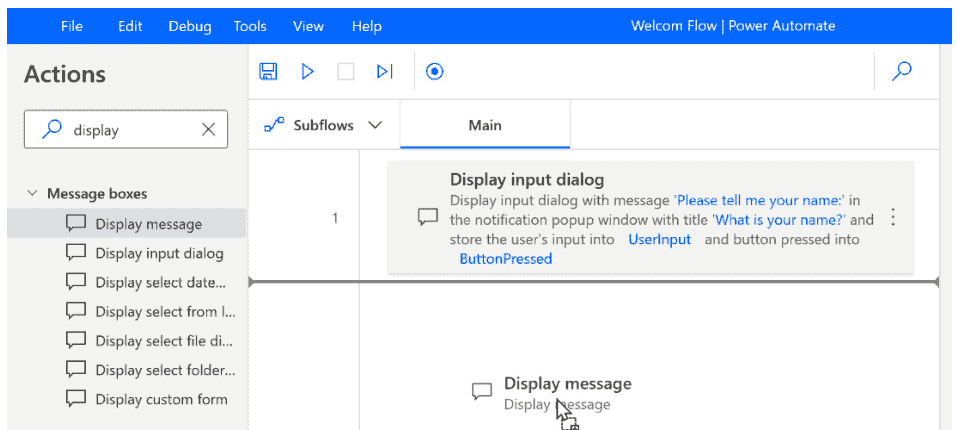 File Edit Debug Tools View Help Welcom Flow | Power Automate
Actions
display
Subflows Main
Message boxes
Display message
Display input dialog
Display select date...
Display select from l...
Display select file di...
Display select folder...
Display custom form
1
Display input dialog
Display input dialog with message 'Please tell me your name:' in
the notification popup window with title 'What is your name?' and
store the user's input into UserInput and button pressed into
ButtonPressed
Display message
Display message